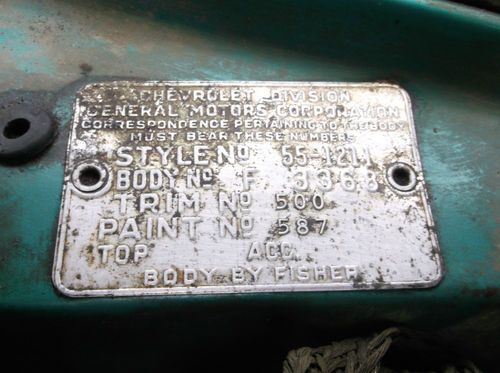 CHEVROLET DIVISION
GENERAL MOTORS CORPORATION
CORRESPONDENCE PERTAINING TO THE BODY
MUST BEAR THESE NUMBERS
STYLE No 55-1211
BODY No F 3368
TRIM No 500
PAINT No 587
TOP ACC.
BODY BY FISHER